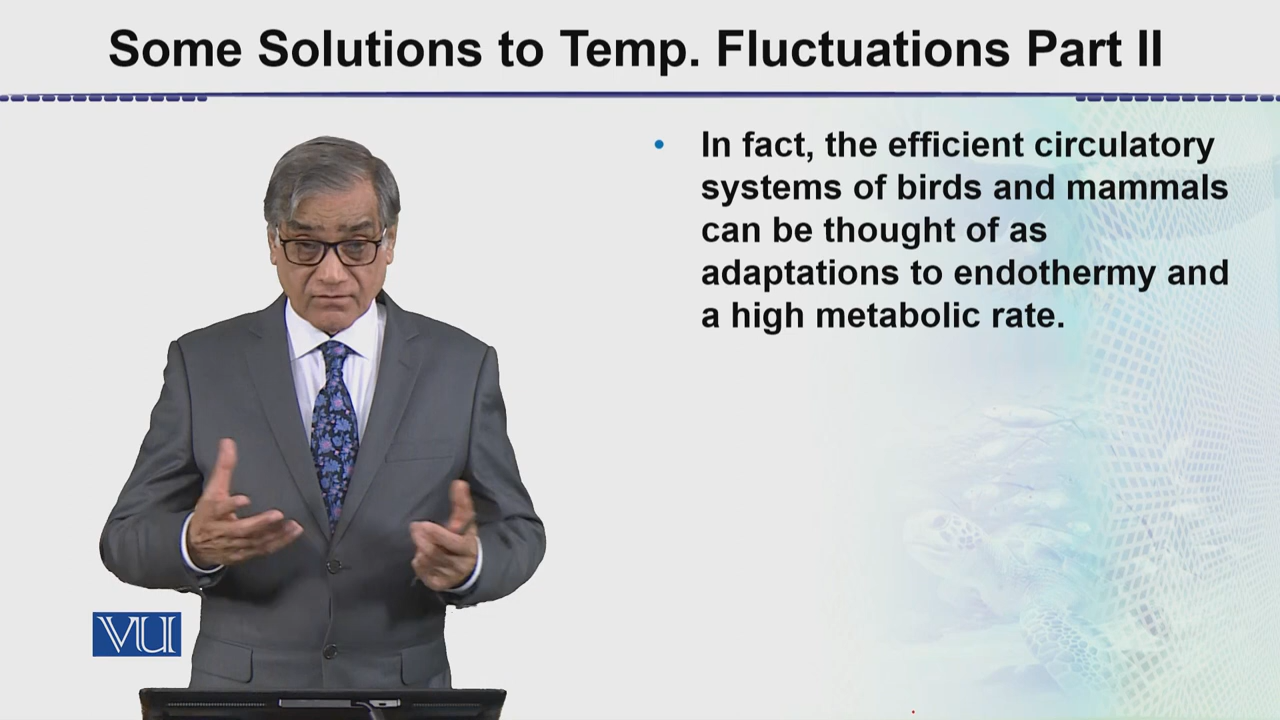 Some Solutions to Temp. Fluctuations Part II
• In fact, the efficient circulatory
systems of birds and mammals
can be thought of as
adaptations to endothermy and
a high metabolic rate.
VU